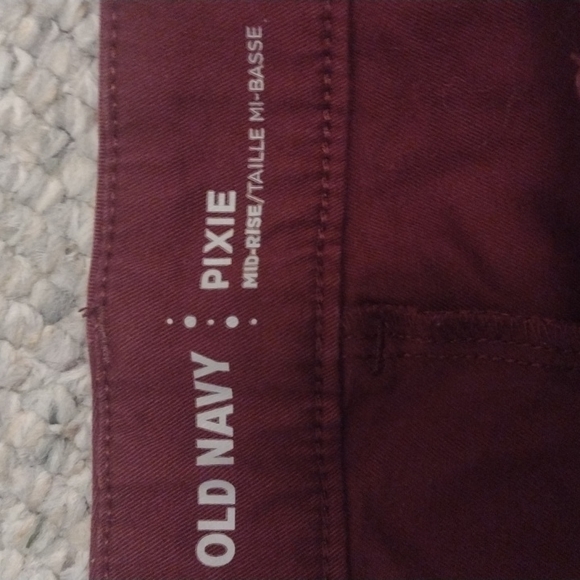 OLD NAVY
PIXIE
MID-RISE/TAILLE MI-BASSE